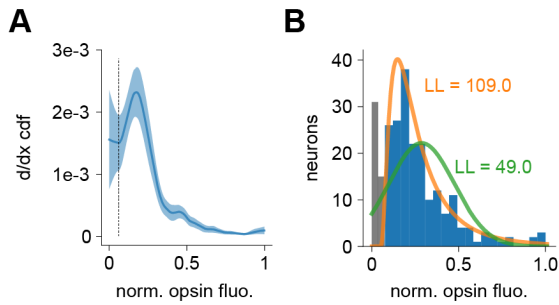 A
3e-3
2e-3
1e-3
0
d/dx cdf
0
0.5
1
norm. opsin fluo.
B
40
30
20
10
0
neurons
LL = 109.0
LL = 49.0
0
0.5
1.0
norm. opsin fluo.